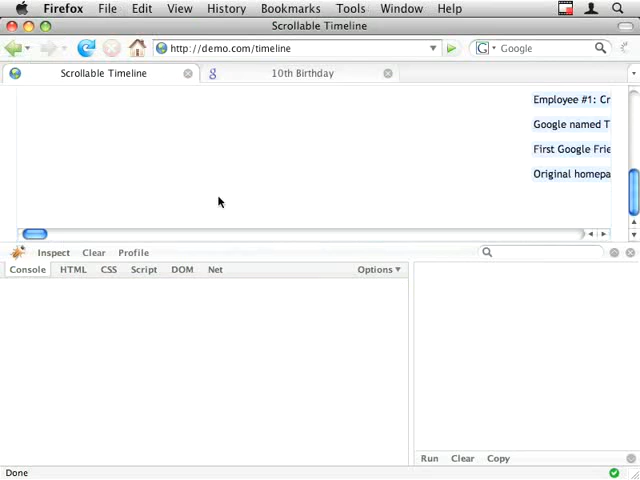 Firefox File Edit View History Bookmarks Tools Window Help
Scrollable Timeline
http://demo.com/timeline
G Google
Scrollable Timeline
g 10th Birthday
Employee #1: Cr
Google named T
First Google Frie
Original homepa
Inspect Clear Profile
Console HTML CSS Script DOM Net Options
Run Clear Copy
Done